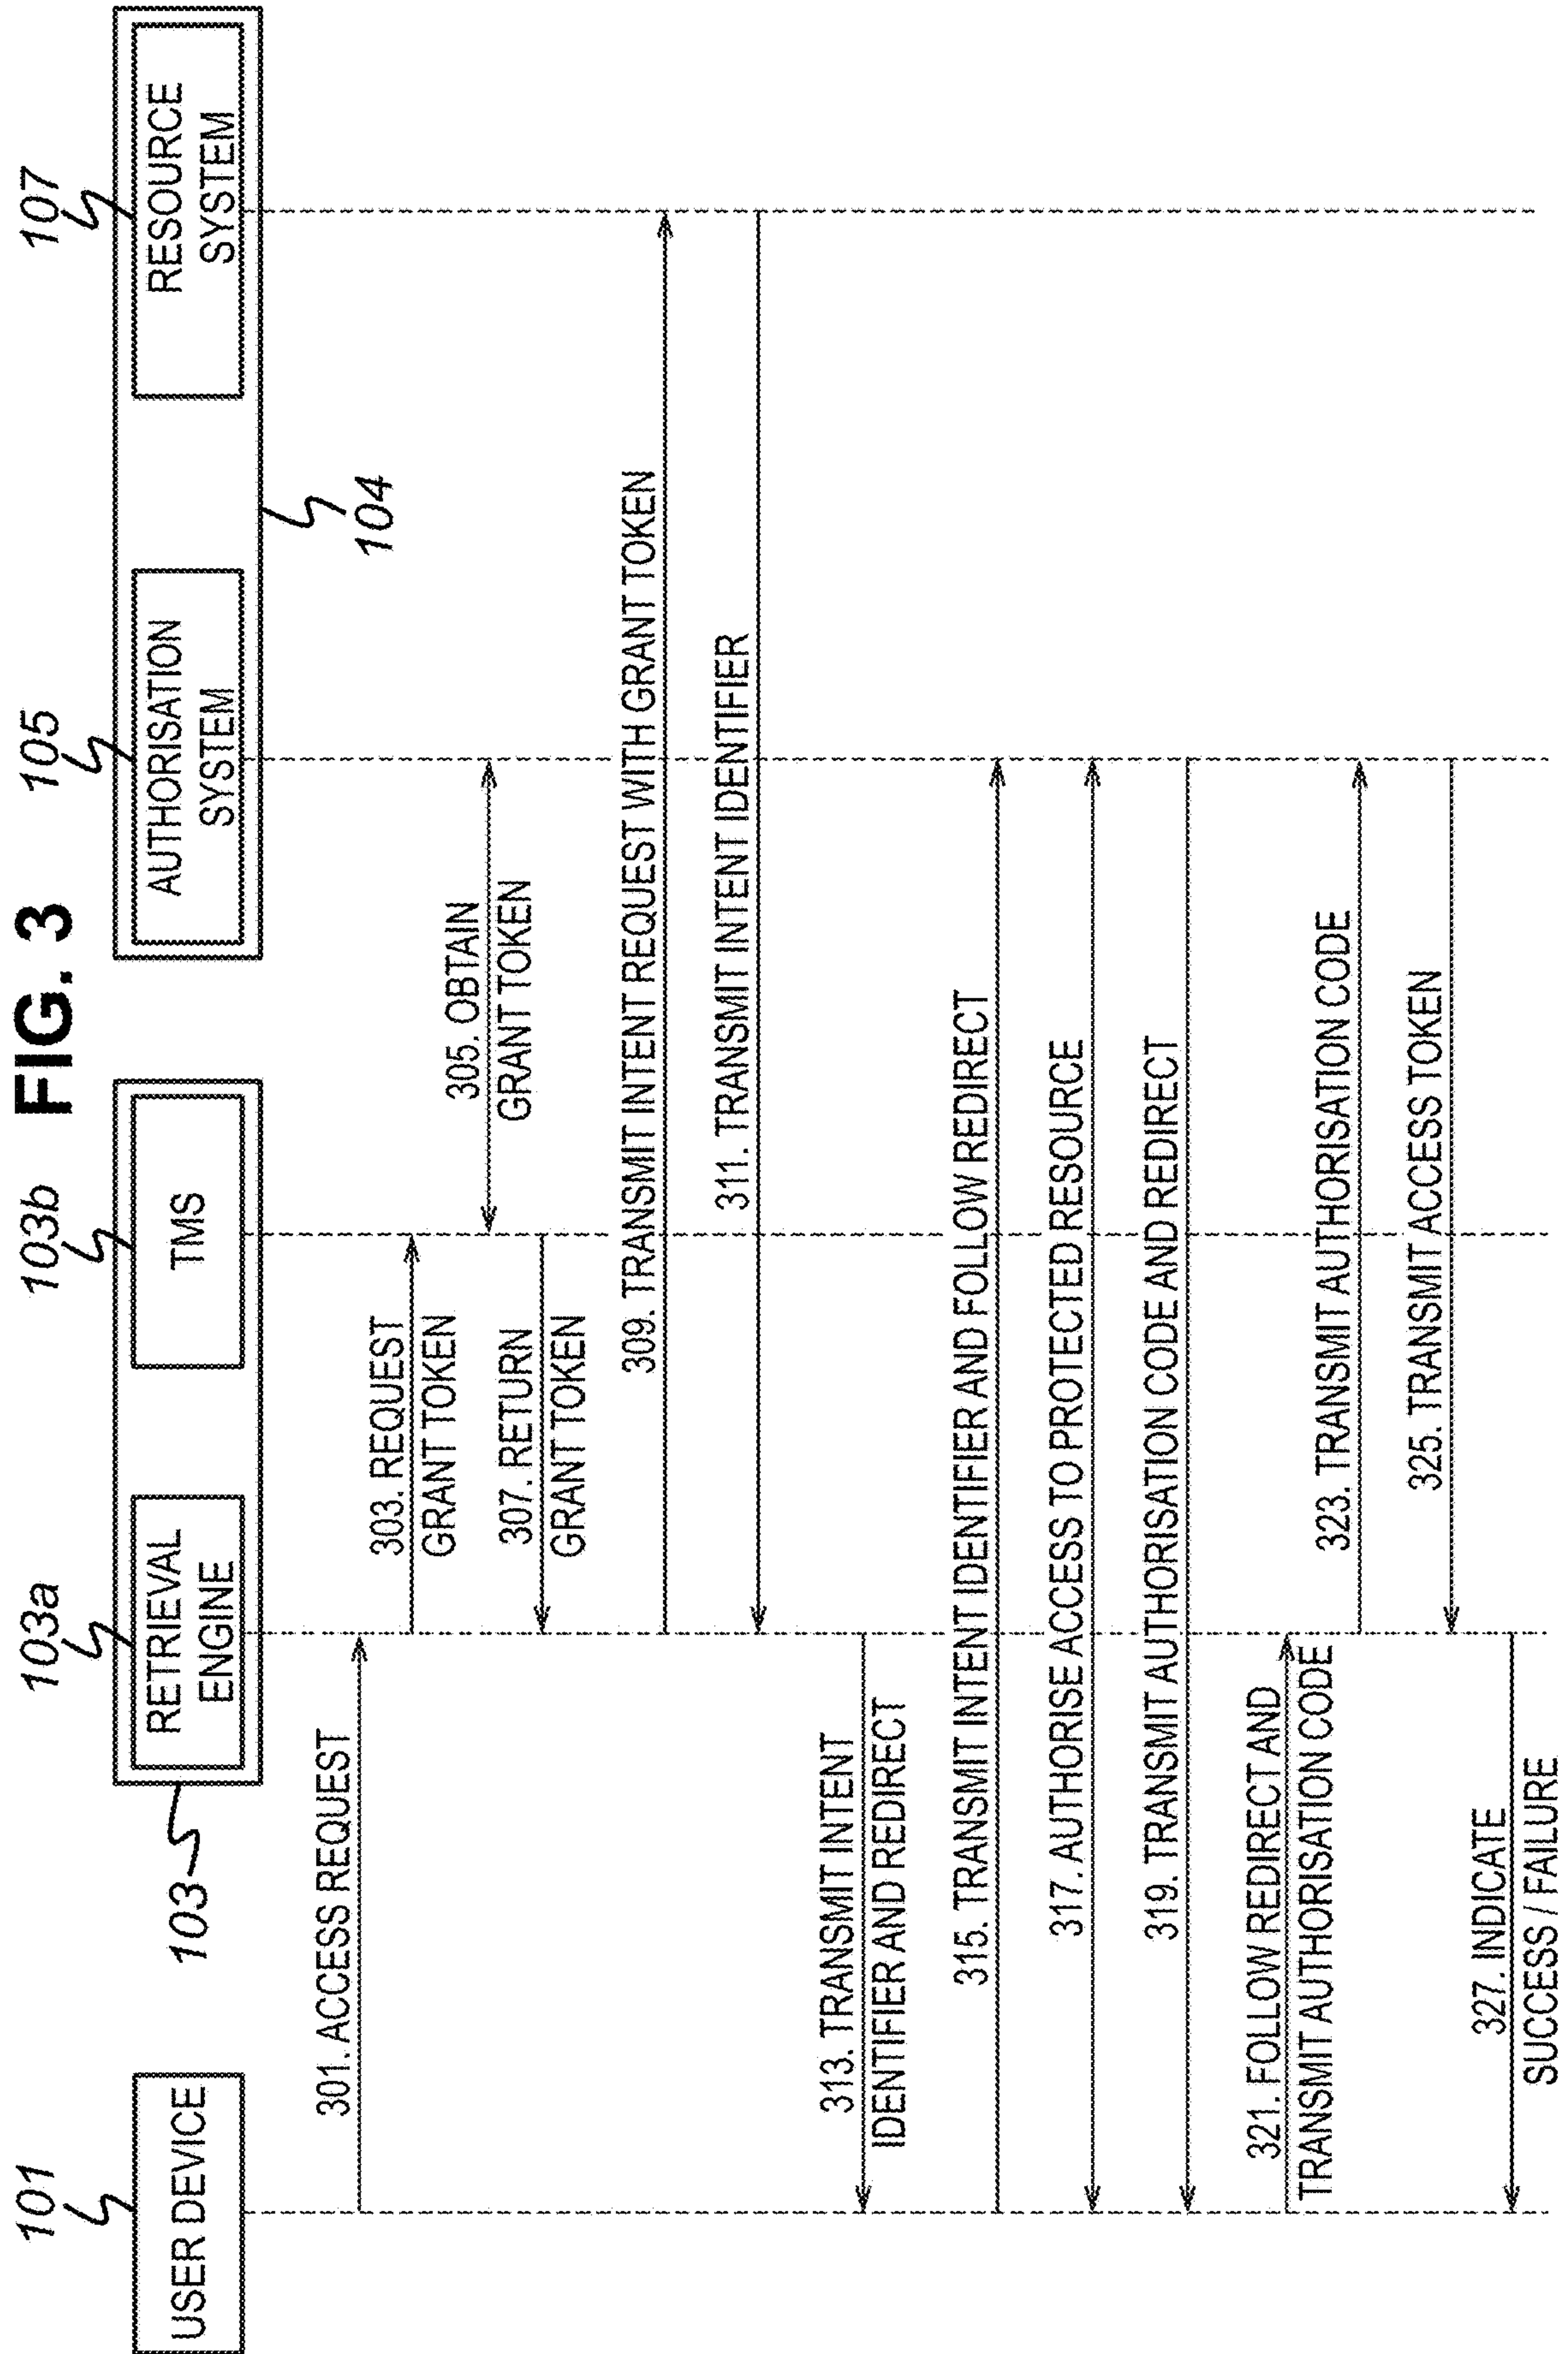 FIG. 3
101
103a
103b
105
107
USER DEVICE
RETRIEVAL
ENGINE
TMS
AUTHORISATION
SYSTEM
RESOURCE
SYSTEM
103
104
301. ACCESS REQUEST
303. REQUEST
GRANT TOKEN
305. OBTAIN
GRANT TOKEN
307. RETURN
GRANT TOKEN
309. TRANSMIT INTENT REQUEST WITH GRANT TOKEN
311. TRANSMIT INTENT IDENTIFIER
313. TRANSMIT INTENT
IDENTIFIER AND REDIRECT
315. TRANSMIT INTENT IDENTIFIER AND FOLLOW REDIRECT
317. AUTHORISE ACCESS TO PROTECTED RESOURCE
319. TRANSMIT AUTHORISATION CODE AND REDIRECT
321. FOLLOW REDIRECT AND
TRANSMIT AUTHORISATION CODE
323. TRANSMIT AUTHORISATION CODE
325. TRANSMIT ACCESS TOKEN
327. INDICATE
SUCCESS / FAILURE